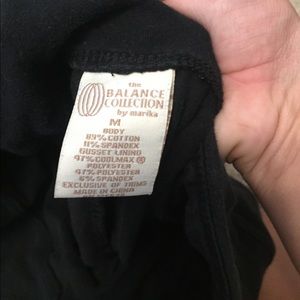 the
BALANCE
COLLECTION
by marika
M
BODY
89% COTTON
11% SPANDEX
GUSSET LINING
47% COOLMAX ®
POLYESTER
47% POLYESTER
6% SPANDEX
EXCLUSIVE OF TRIMS
MADE IN CHINA